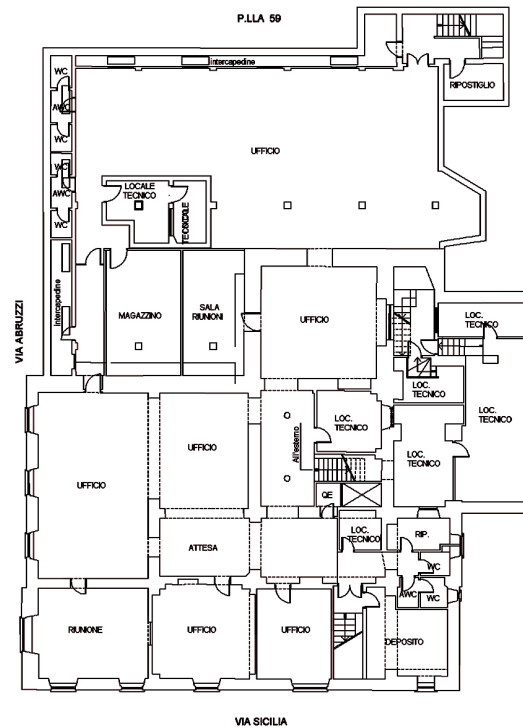 P.LLA 59
Intercapedine
WC
RIPOSTIGLIO
AWC
WC
UFFICIO
WC
AWC
WC
LOCALE
TECNICO
Intercapedine
MAGAZZINO
SALA
RIUNIONI
UFFICIO
LOC.
TECNICO
VIA ABRUZZI
LOC.
TECNICO
LOC.
TECNICO
LOC.
TECNICO
LOC.
TECNICO
UFFICIO
All'esterno
UFFICIO
QE
ATTESA
LOC.
TECNICO
RIP.
WC
AWC
WC
RIUNIONE
UFFICIO
UFFICIO
DEPOSITO
VIA SICILIA